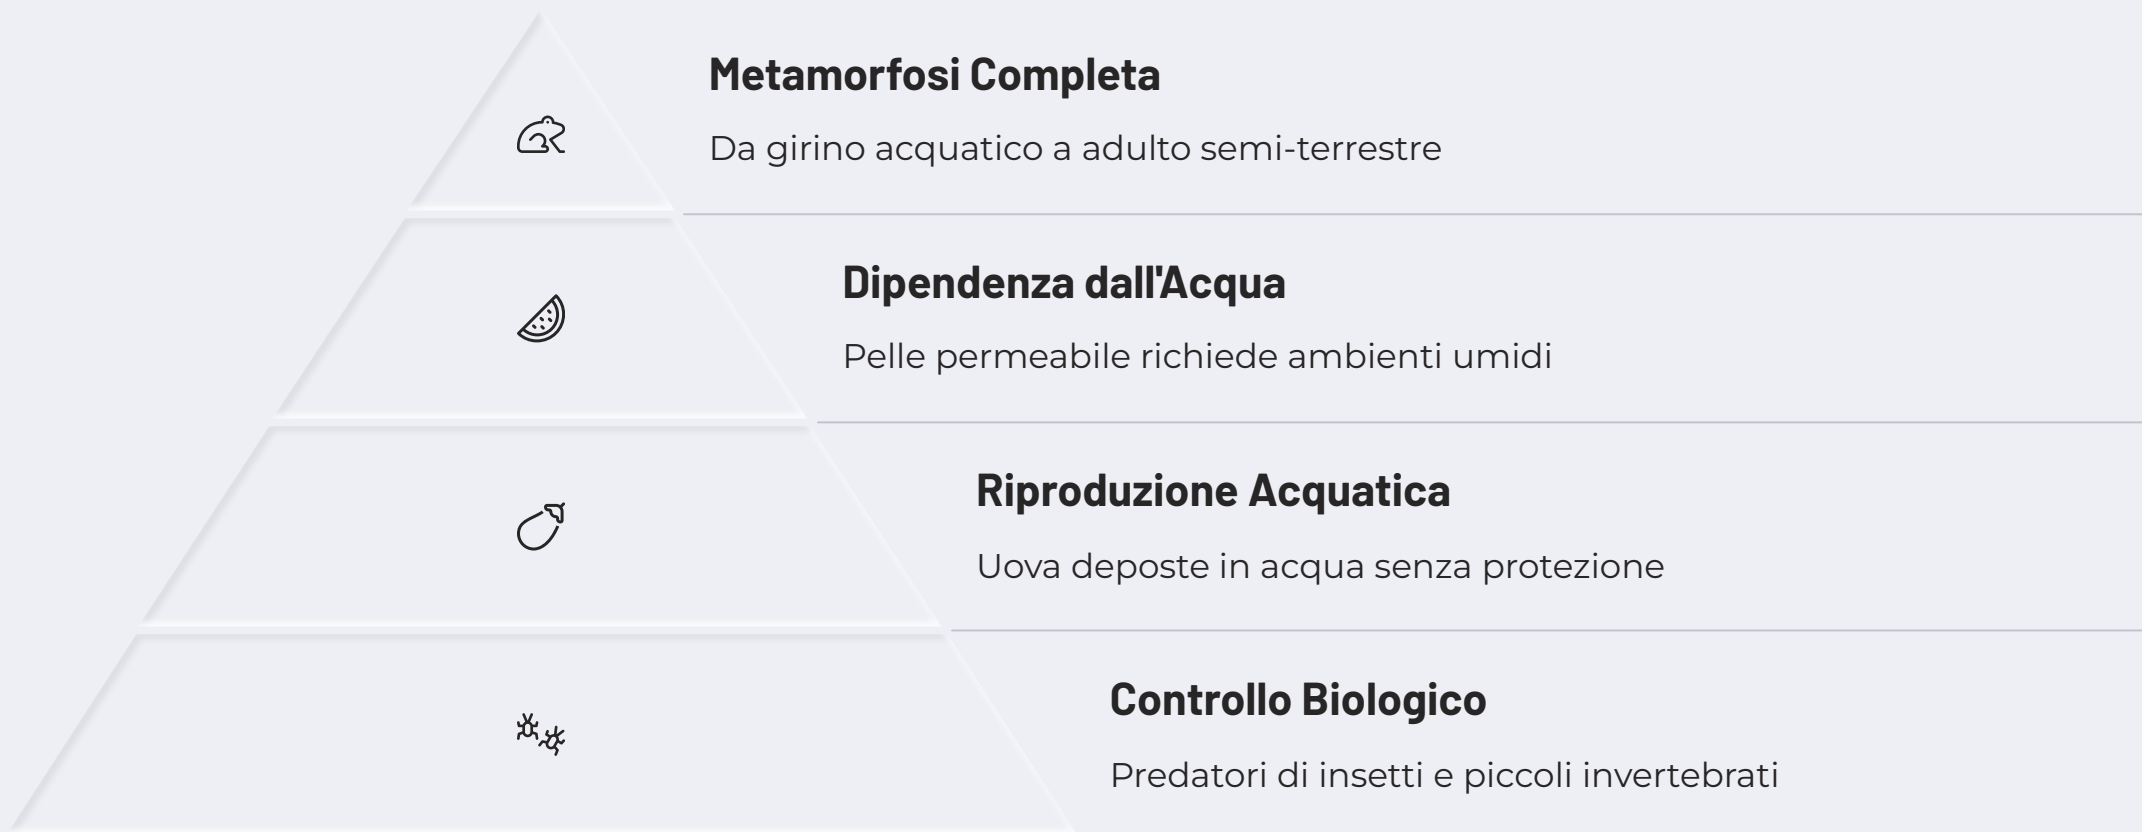 Metamorfosi Completa
Da girino acquatico a adulto semi-terrestre
Dipendenza dall'Acqua
Pelle permeabile richiede ambienti umidi
Riproduzione Acquatica
Uova deposte in acqua senza protezione
Controllo Biologico
Predatori di insetti e piccoli invertebrati